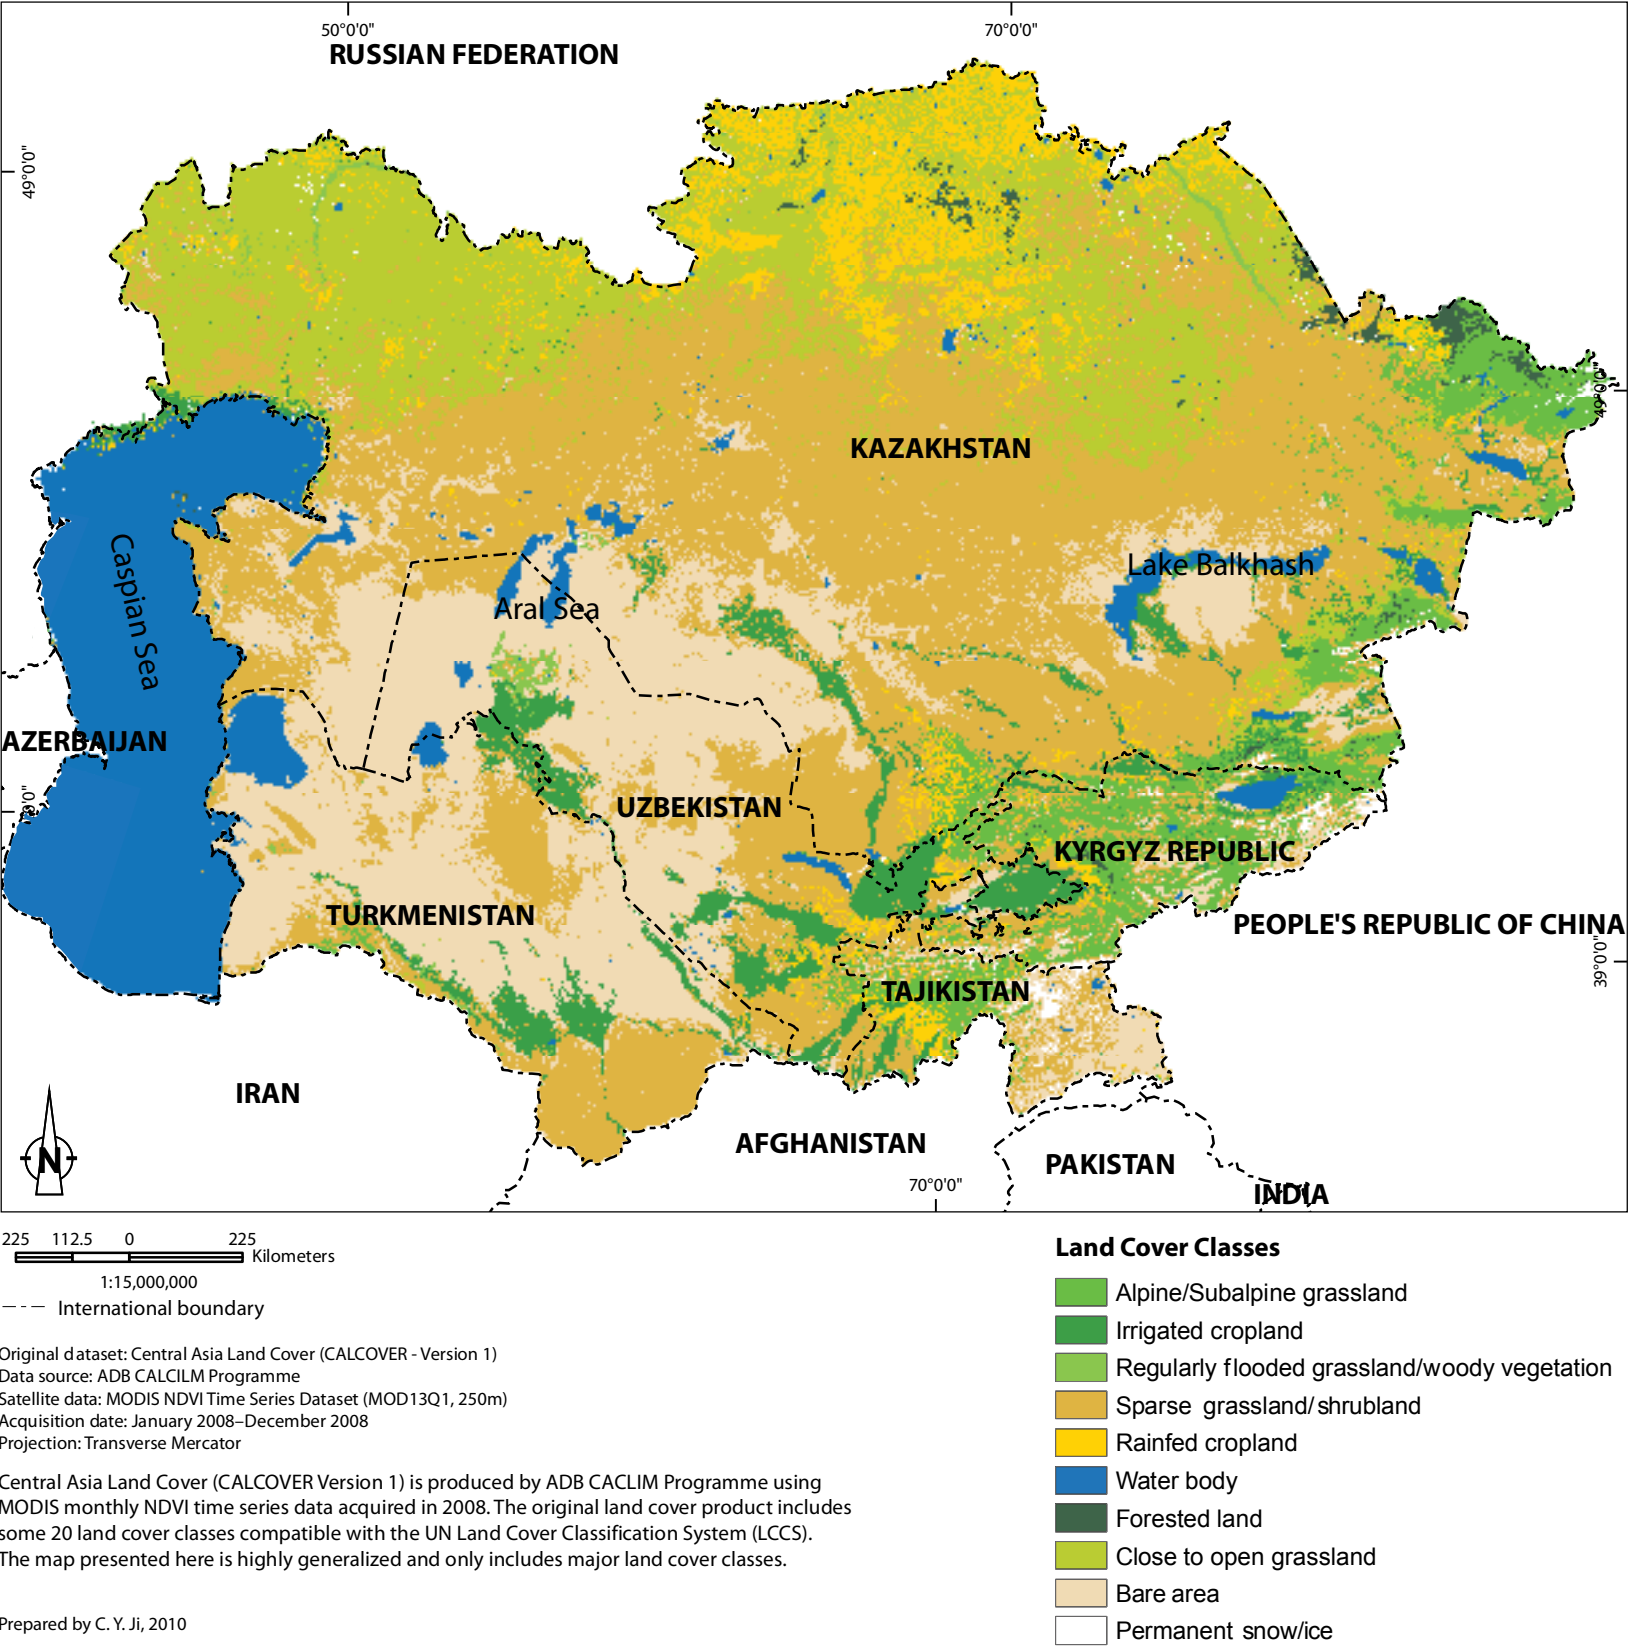 50°0'0"
70°0'0"
RUSSIAN FEDERATION
49°0'0"
49°0'0"
KAZAKHSTAN
Caspian Sea
Lake Balkhash
Aral Sea
AZERBAIJAN
UZBEKISTAN
KYRGYZ REPUBLIC
TURKMENISTAN
PEOPLE'S REPUBLIC OF CHINA
39°0'0"
TAJIKISTAN
IRAN
AFGHANISTAN
PAKISTAN
N
70°0'0"
INDIA
225 112.5 0 225
Kilometers
1:15,000,000
International boundary
Original dataset: Central Asia Land Cover (CALCOVER - Version 1)
Data source: ADB CALCILM Programme
Satellite data: MODIS NDVI Time Series Dataset (MOD13Q1, 250m)
Acquisition date: January 2008–December 2008
Projection: Transverse Mercator
Central Asia Land Cover (CALCOVER Version 1) is produced by ADB CACLIM Programme using
MODIS monthly NDVI time series data acquired in 2008. The original land cover product includes
some 20 land cover classes compatible with the UN Land Cover Classification System (LCCS).
The map presented here is highly generalized and only includes major land cover classes.
Prepared by C. Y. Ji, 2010
Land Cover Classes
Alpine/Subalpine grassland
Irrigated cropland
Regularly flooded grassland/woody vegetation
Sparse grassland/shrubland
Rainfed cropland
Water body
Forested land
Close to open grassland
Bare area
Permanent snow/ice